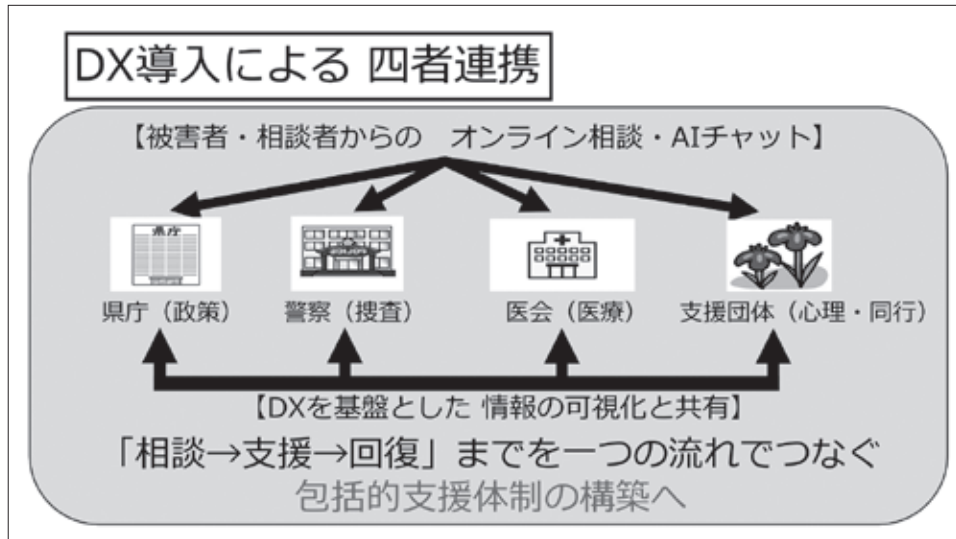 DX導入による 四者連携
【被害者・相談者からの オンライン相談・AIチャット】
県庁
県庁（政策）
警察（捜査）
医会（医療）
支援団体（心理・同行）
【DXを基盤とした 情報の可視化と共有】
「相談→支援→回復」までを一つの流れでつなぐ
包括的支援体制の構築へ